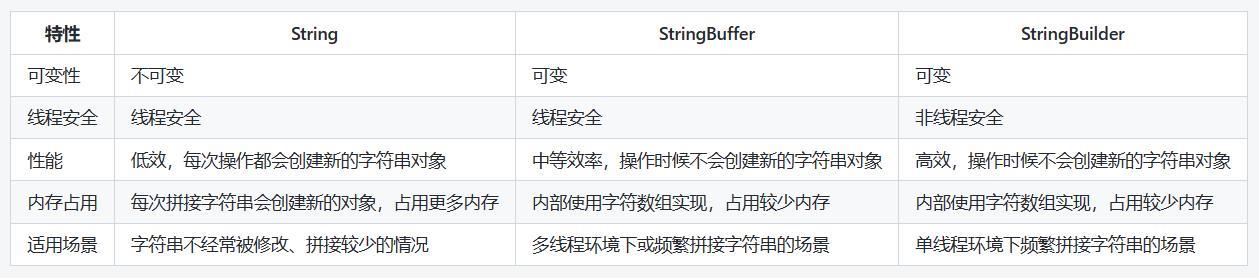 特性 String StringBuffer StringBuilder
可变性 不可变 可变 可变
线程安全 线程安全 线程安全 非线程安全
性能 低效，每次操作都会创建新的字符串对象 中等效率，操作时候不会创建新的字符串对象 高效，操作时候不会创建新的字符串对象
内存占用 每次拼接字符串会创建新的对象，占用更多内存 内部使用字符数组实现，占用较少内存 内部使用字符数组实现，占用较少内存
适用场景 字符串不经常被修改、拼接较少的情况 多线程环境下或频繁拼接字符串的场景 单线程环境下频繁拼接字符串的场景